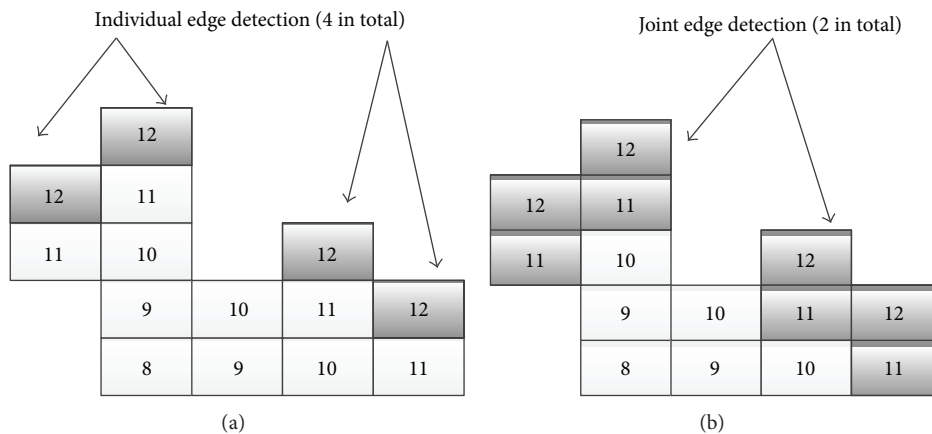 Individual edge detection (4 in total)
12
12 11
11 10 12
9 10 11 12
8 9 10 11
(a)
Joint edge detection (2 in total)
12
12 11
11 10 12
9 10 11 12
8 9 10 11
(b)